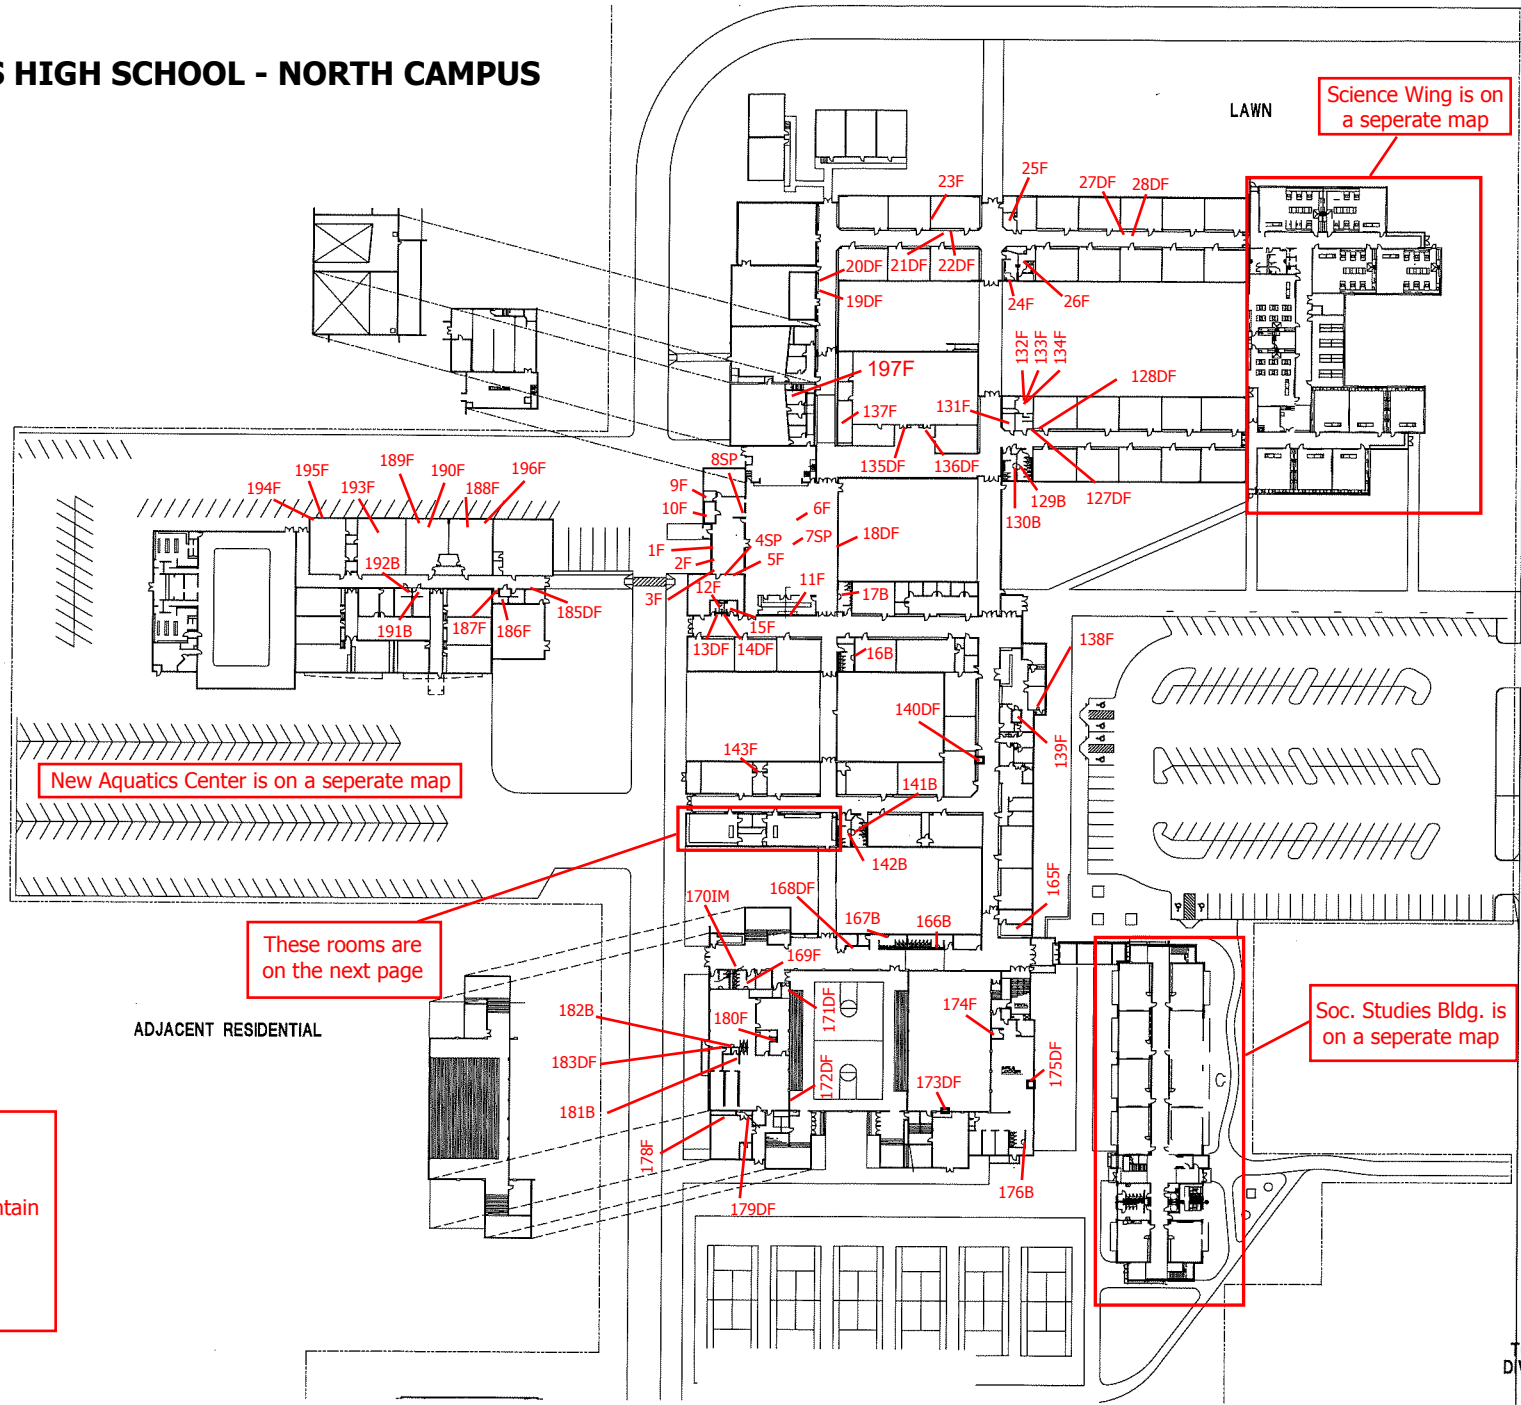 S HIGH SCHOOL - NORTH CAMPUS
LAWN
Science Wing is on
a seperate map
25F
23F
27DF
28DF
20DF
21DF
22DF
19DF
24F
26F
132F
133F
134F
197F
128DF
137F
131F
135DF
136DF
8SP
127DF
129B
130B
195F
189F
190F
196F
194F
193F
188F
9F
10F
6F
4SP
7SP
18DF
1F
5F
2F
3F
12F
11F
17B
192B
191B
187F
186F
185DF
15F
13DF
14DF
16B
138F
140DF
139F
143F
New Aquatics Center is on a seperate map
141B
142B
165F
170IM
168DF
167B
166B
These rooms are
on the next page
169F
171DF
174F
182B
180F
ADJACENT RESIDENTIAL
Soc. Studies Bldg. is
on a seperate map
183DF
172DF
173DF
175DF
181B
178F
179DF
176B
ntain